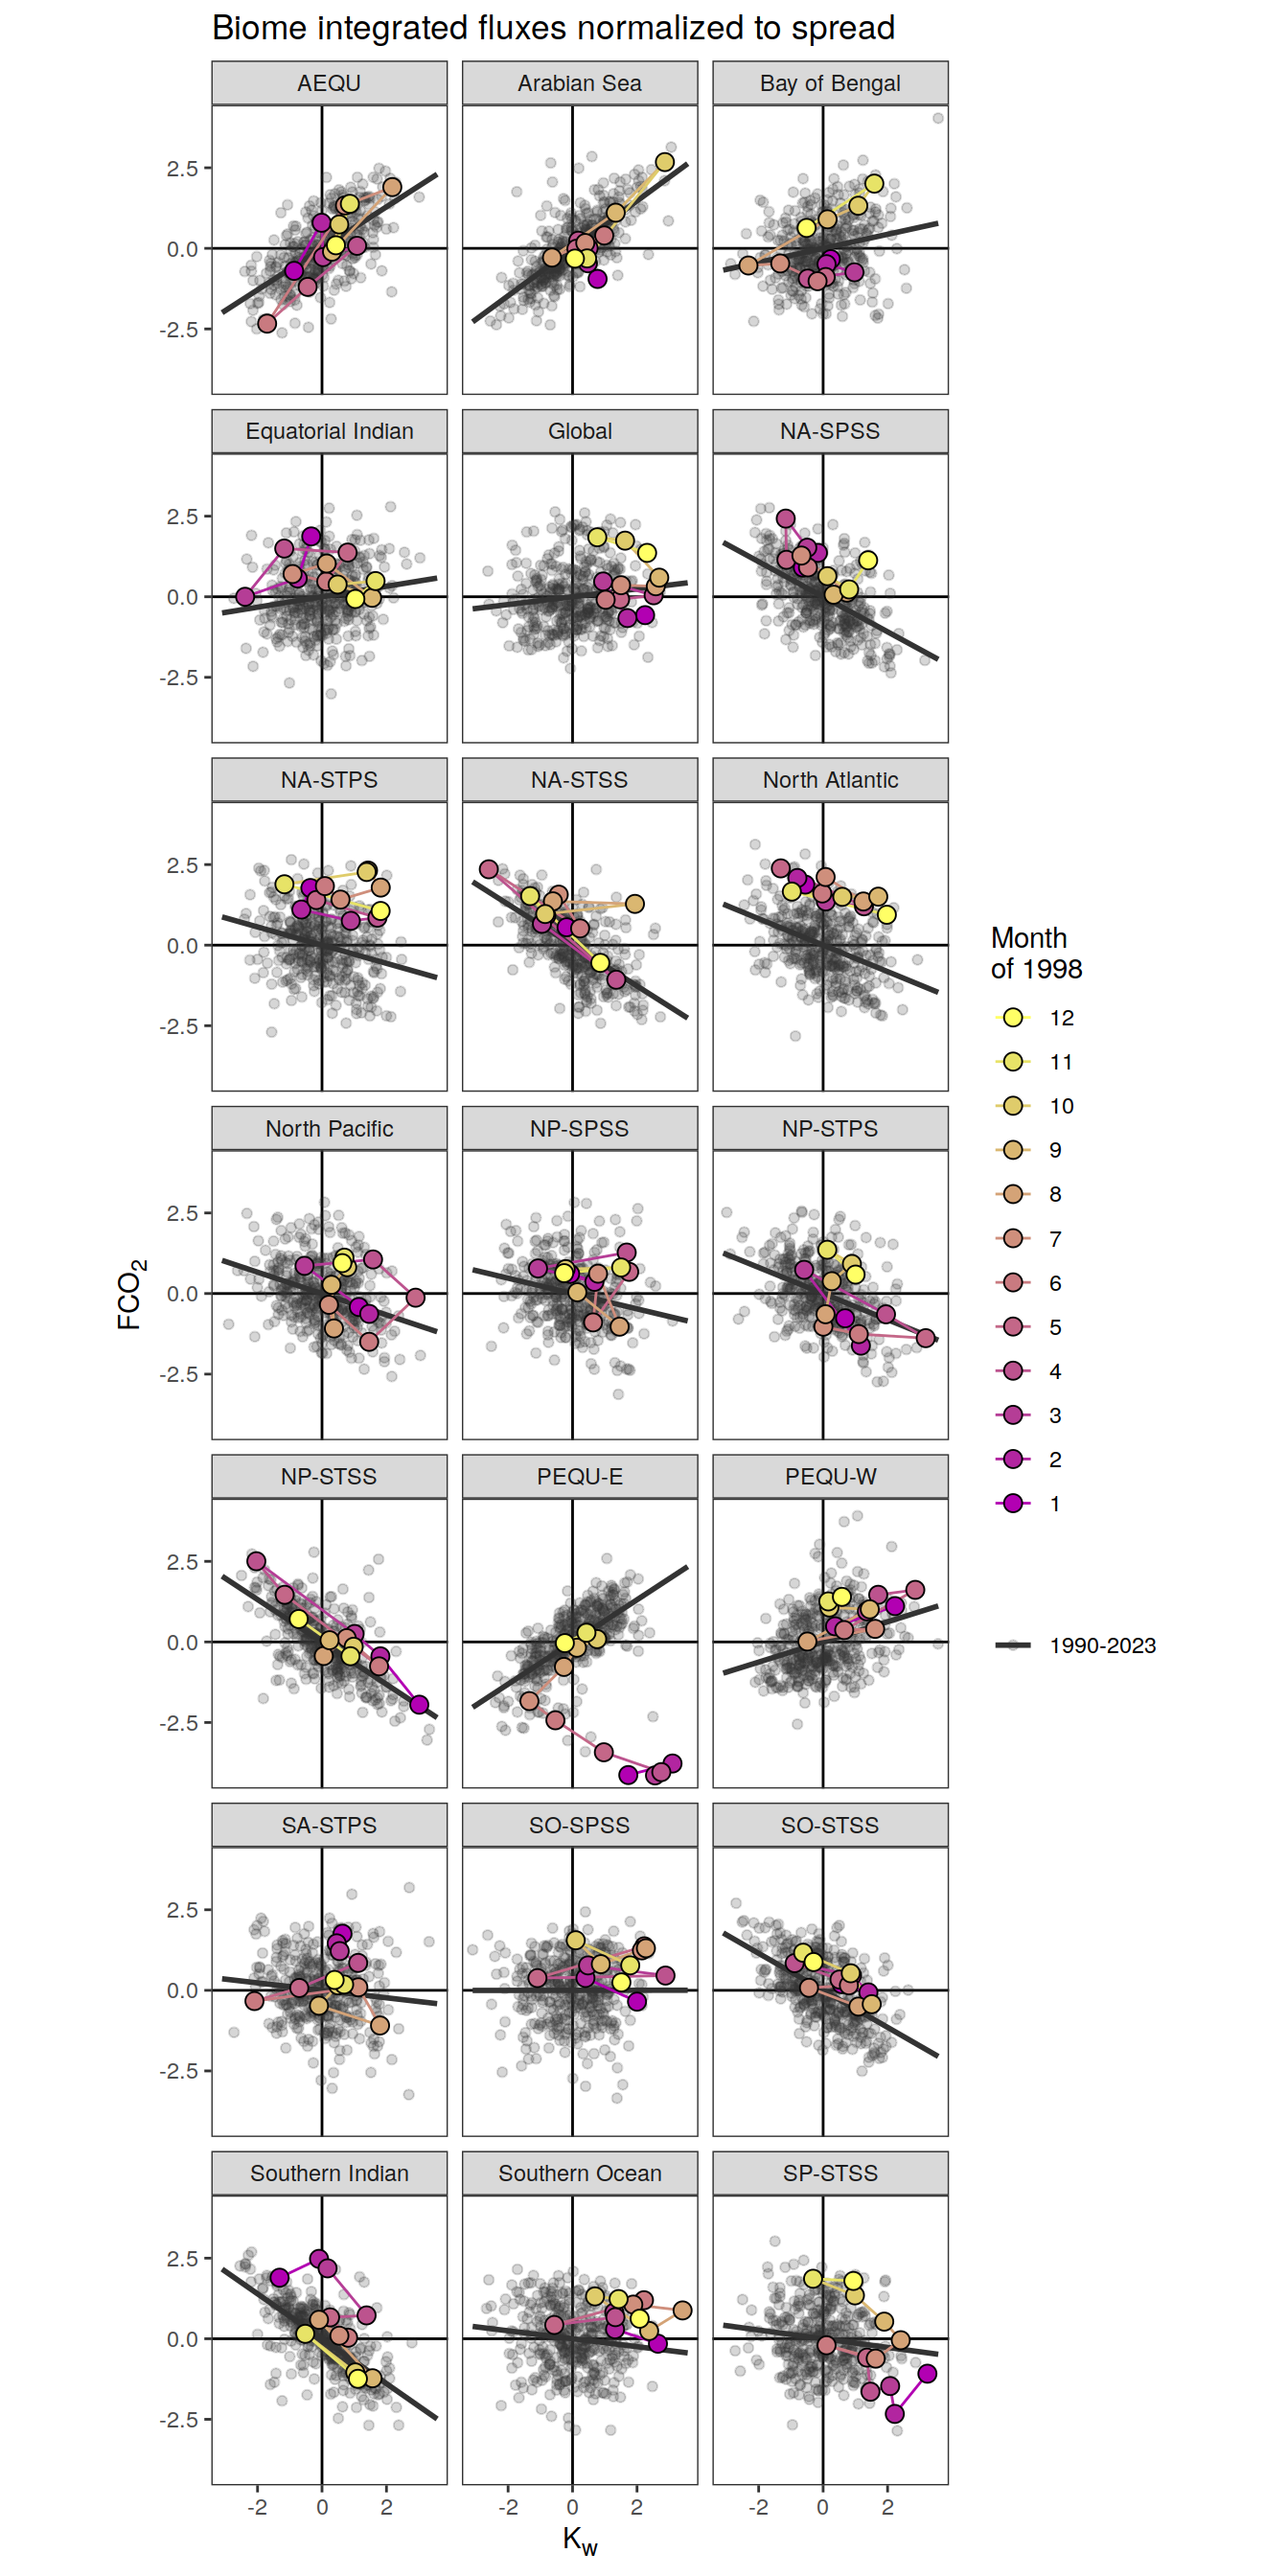 Biome integrated fluxes normalized to spread
AEQU
Arabian Sea
Bay of Bengal
2.5
0.0
-2.5
Equatorial Indian
Global
NA-SPSS
2.5
0.0
-2.5
NA-STPS
NA-STSS
North Atlantic
2.5
0.0
-2.5
North Pacific
NP-SPSS
NP-STPS
2.5
0.0
-2.5
NP-STSS
PEQU-E
PEQU-W
2.5
0.0
-2.5
SA-STPS
SO-SPSS
SO-STSS
2.5
0.0
-2.5
Southern Indian
Southern Ocean
SP-STSS
2.5
0.0
-2.5
-2 0 2
-2 0 2
-2 0 2
Kw
FCO2
Month
of 1998
12
11
10
9
8
7
6
5
4
3
2
1
1990-2023